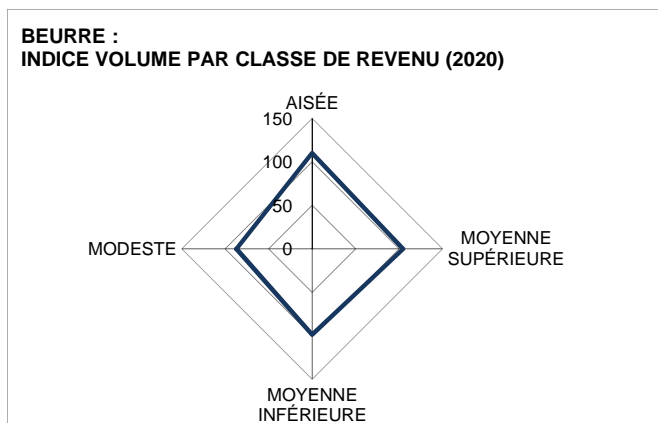 BEURRE :
INDICE VOLUME PAR CLASSE DE REVENU (2020)
AISÉE
150
100
50
0
MODESTE
MOYENNE
SUPÉRIEURE
MOYENNE
INFÉRIEURE